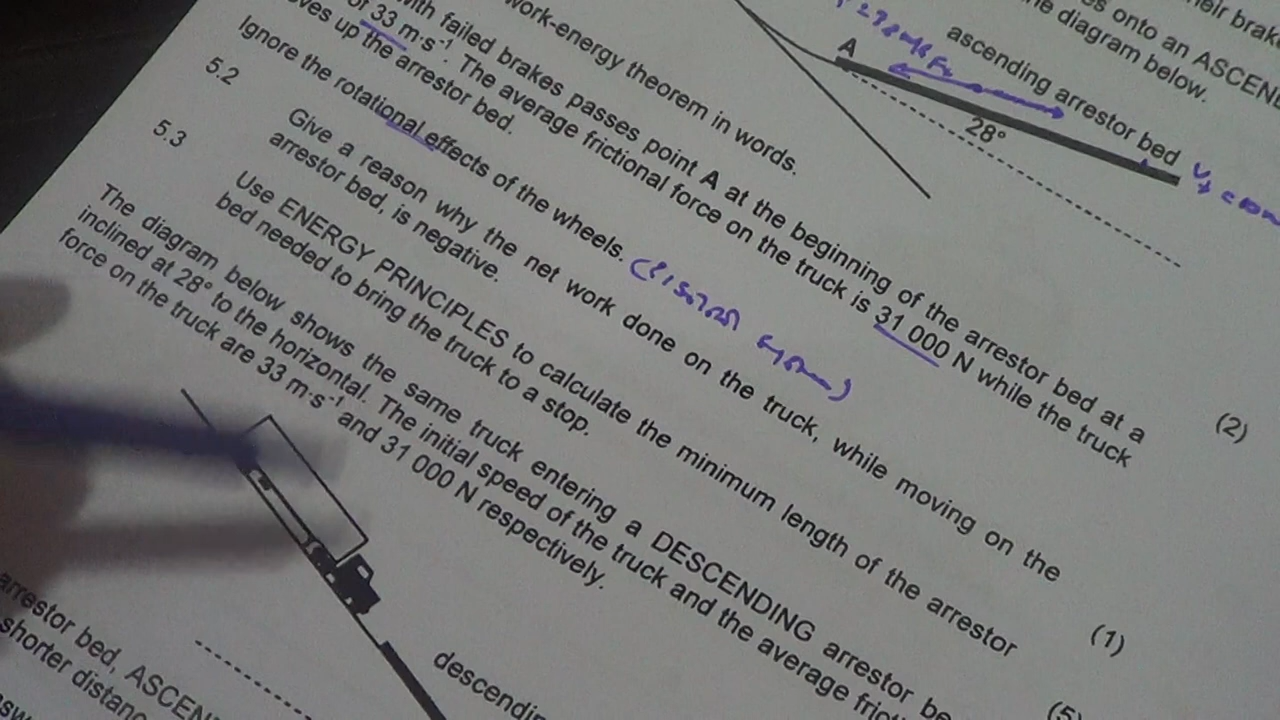 heir brake
s onto an ASCEN
he diagram below.
ascending arrestor bed
A
28°
work-energy theorem in words.
(2)
with failed brakes passes point A at the beginning of the arrestor bed at a
of 33 m·s⁻¹. The average frictional force on the truck is 31 000 N while the truck
oves up the arrestor bed.
Ignore the rotational effects of the wheels.
5.2 Give a reason why the net work done on the truck, while moving on the
arrestor bed, is negative.
(1)
5.3 Use ENERGY PRINCIPLES to calculate the minimum length of the arrestor
bed needed to bring the truck to a stop.
(5)
The diagram below shows the same truck entering a DESCENDING arrestor be
inclined at 28° to the horizontal. The initial speed of the truck and the average frict
force on the truck are 33 m·s⁻¹ and 31 000 N respectively.
descendin
arrestor bed, ASCEN
shorter distanc